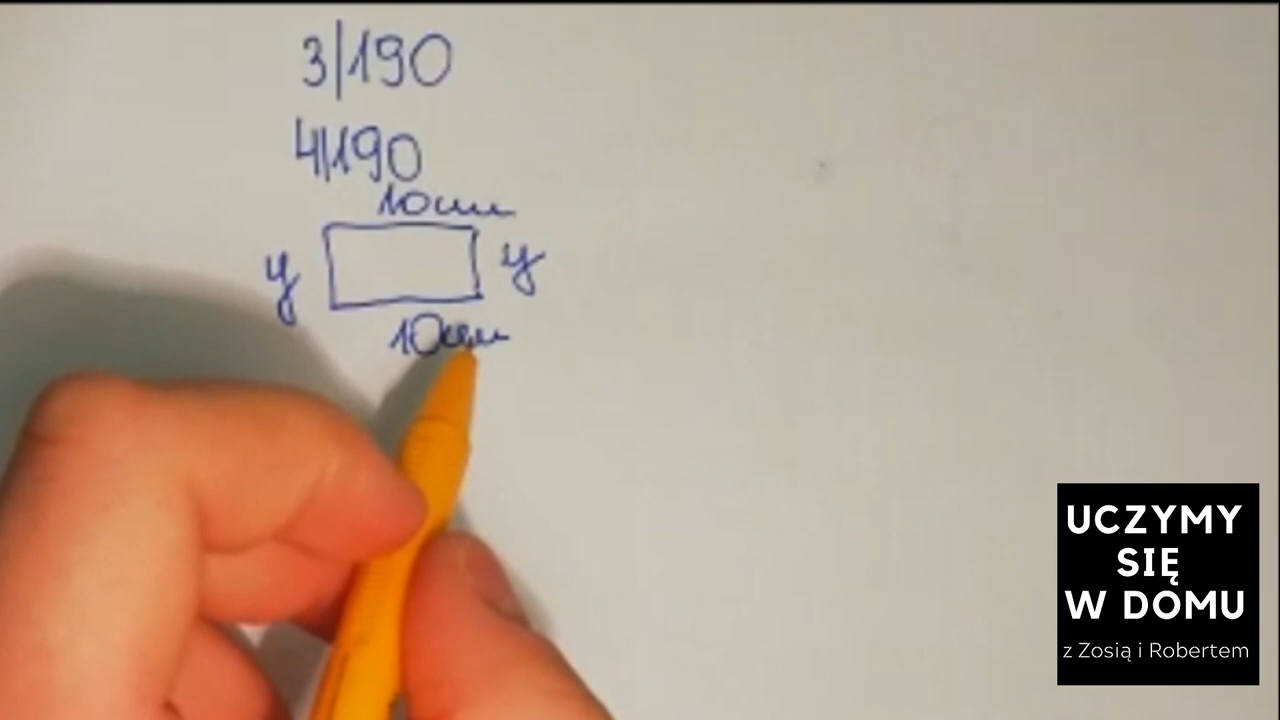 3|190
4|190
10cm
y y
10cm
UCZYMY
SIĘ
W DOMU
z Zosią i Robertem